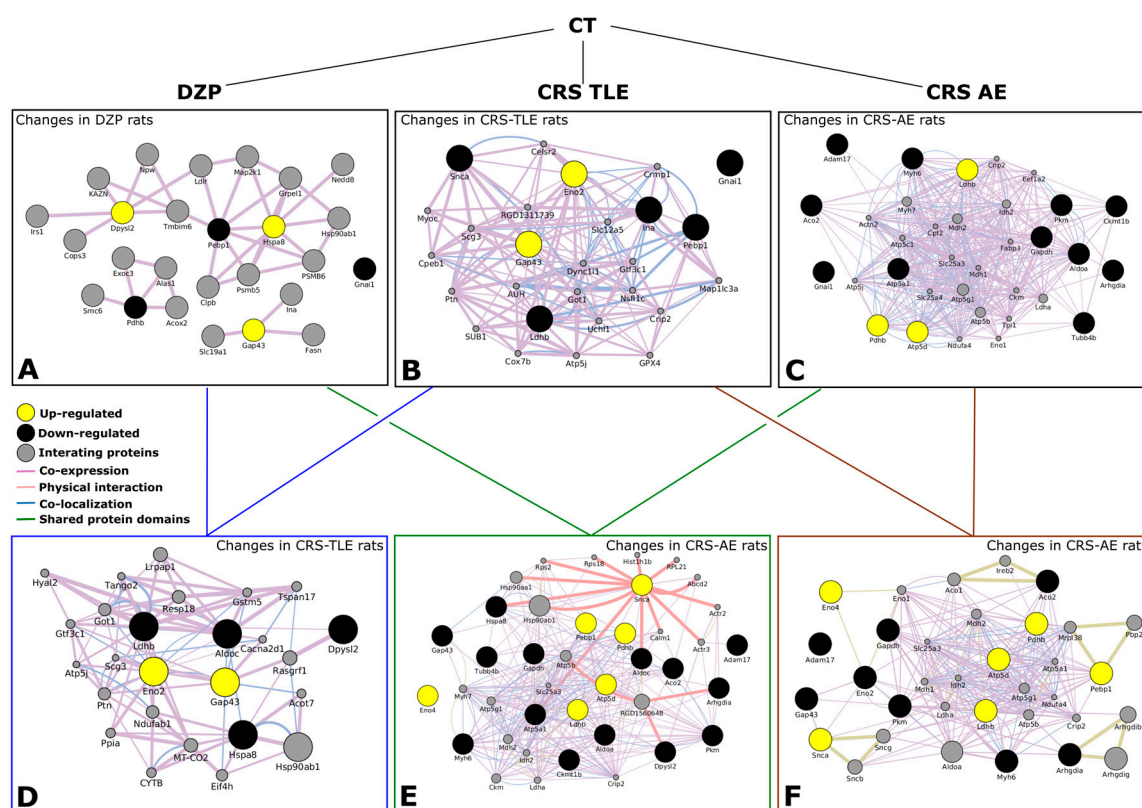 CT
DZP
CRS TLE
CRS AE
Changes in DZP rats
Npw
Ldlr
Map2k1
Nedd8
KAZN
Grpel1
Irs1
Dpysl2
Tmbim6
Pebp1
Hspa8
Hsp90ab1
Cops3
Exoc3
Alas1
PSMB6
Gnai1
Clpb
Psmb5
Smc6
Pdhb
Acox2
Ina
Slc19a1
Gap43
Fasn
A
Changes in CRS-TLE rats
Celsr2
Snca
Eno2
Crmp1
Gnai1
Myoc
RGD1311739
Ina
Scg3
Slc12a5
Pebp1
Cpeb1
Gap43
Dync1l1
Gtf3c1
Ptn
AUH
Got1
Nsfl1c
Map1lc3a
SUB1
Ldhb
Uchl1
Crip2
Cox7b
Atp5j
GPX4
B
Changes in CRS-AE rats
Adam17
Myh6
Ldhb
Cnp2
Eef1a2
Aco2
Myh7
Idh2
Pkm
Ckmt1b
Actn2
Atp5c1
Cpt2
Mdh2
Fabp3
Gapdh
Slc25a3
Aldoa
Gnai1
Atp5j
Atp5a1
Mdh1
Arhgdia
Slc25a4
Atp5g1
Ckm
Ldha
Pdhb
Atp5d
Atp5b
Tpi1
Tubb4b
Ndufa4
Eno1
C
Up-regulated
Down-regulated
Interating proteins
Co-expression
Physical interaction
Co-localization
Shared protein domains
Changes in CRS-TLE rats
Lrpap1
Hyal2
Tango2
Tspan17
Got1
Resp18
Gstm5
Gtf3c1
Ldhb
Aldoc
Cacna2d1
Dpysl2
Scg3
Atp5j
Eno2
Rasgrf1
Ptn
Gap43
Acot7
Ndufab1
Ppia
MT-CO2
Hspa8
Hsp90ab1
CYTB
Eif4h
D
Changes in CRS-AE rats
Rps2
Rps18
Hist1h1b
RPL21
Hsp90aa1
Snca
Abcd2
Hspa8
Hsp90ab1
Actr2
Gap43
Pebp1
Pdhb
Calm1
Actr3
Tubb4b
Gapdh
Atp5b
Aldoc
Aco2
Adam17
Myh7
Slc25a3
Atp5d
Eno4
Atp5g1
Ldhb
RGD1560648
Arhgdia
Atp5a1
Myh6
Mdh2
Aldoa
Pkm
Idh2
Dpysl2
Ckm
Ckmt1b
Ldha
Crip2
E
Changes in CRS-AE rats
Ireb2
Eno4
Eno1
Aco1
Aco2
Mdh2
Gapdh
Slc25a3
Pdhb
Mrpl38
Pbp2
Adam17
Atp5a1
Eno2
Mdh1
Idh2
Atp5d
Pebp1
Atp5g1
Ndufa4
Gap43
Pkm
Ldha
Ldhb
Atp5b
Crip2
Arhgdib
Snca
Sncg
Sncb
Aldoa
Myh6
Arhgdia
Arhgdig
F